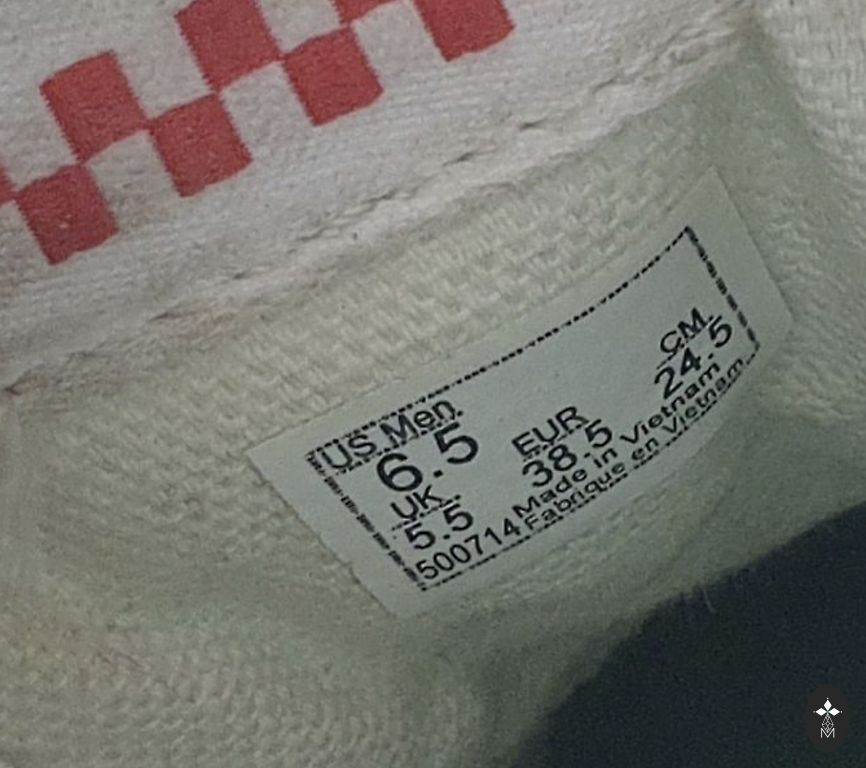 US Men
6.5
UK
5.5
EUR
38.5
CM.
24.5
500714
Made in Vietnam
Fabrique en Vietnam
M